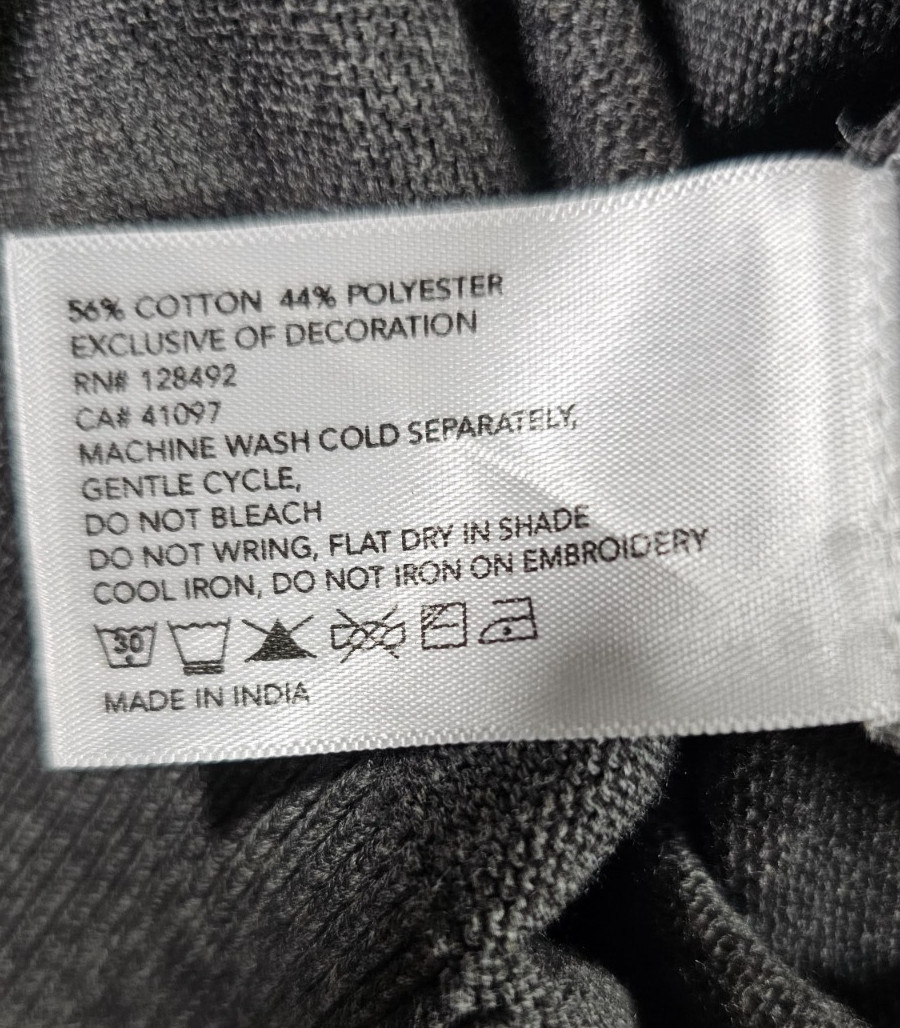 56% COTTON 44% POLYESTER
EXCLUSIVE OF DECORATION
RN# 128492
CA# 41097
MACHINE WASH COLD SEPARATELY,
GENTLE CYCLE,
DO NOT BLEACH
DO NOT WRING, FLAT DRY IN SHADE
COOL IRON, DO NOT IRON ON EMBROIDERY
30
MADE IN INDIA